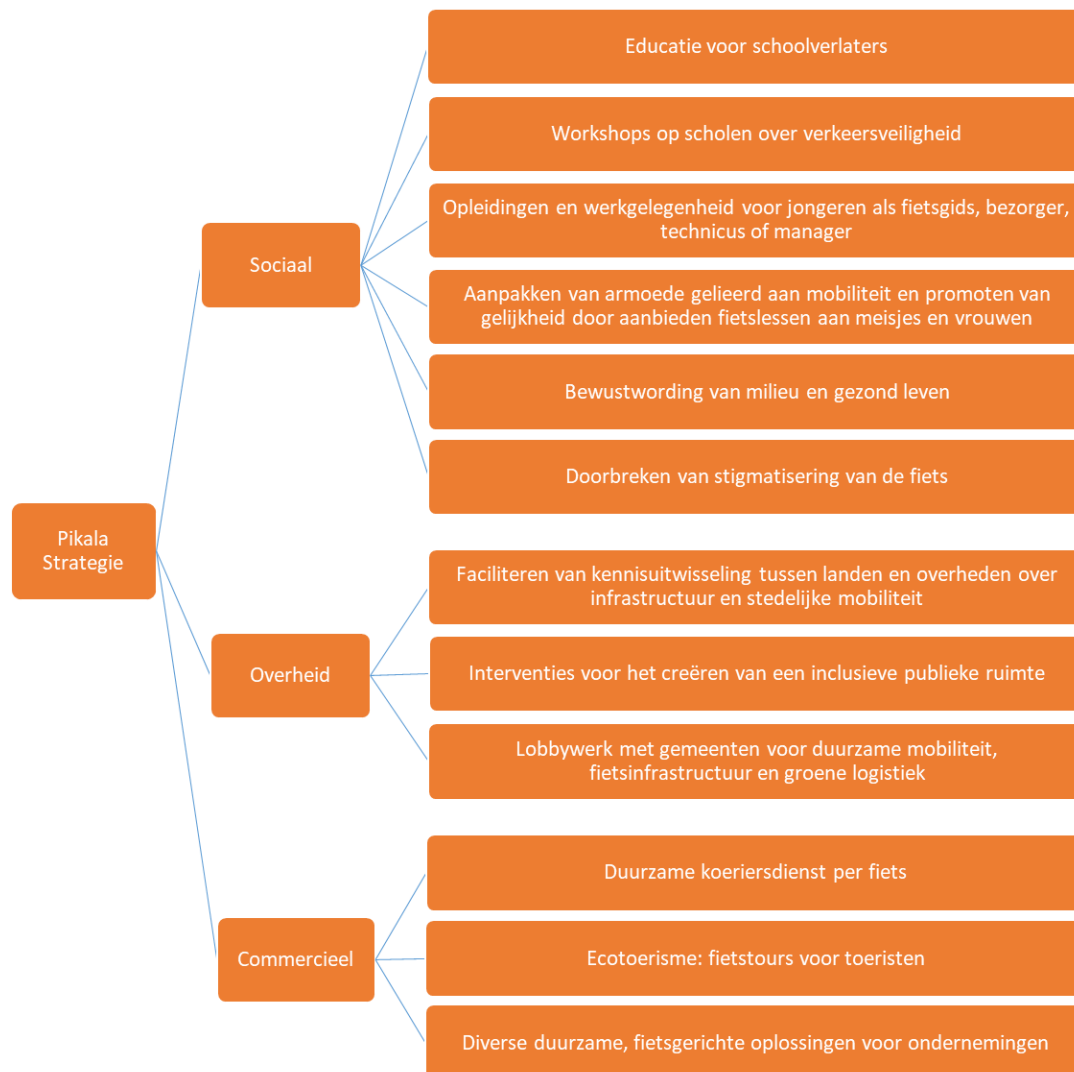 Pikala
Strategie
Sociaal
Educatie voor schoolverlaters
Workshops op scholen over verkeersveiligheid
Opleidingen en werkgelegenheid voor jongeren als fietsgids, bezorger,
technicus of manager
Aanpakken van armoede gelieerd aan mobiliteit en promoten van
gelijkheid door aanbieden fietslessen aan meisjes en vrouwen
Bewustwording van milieu en gezond leven
Doorbreken van stigmatisering van de fiets
Overheid
Faciliteren van kennisuitwisseling tussen landen en overheden over
infrastructuur en stedelijke mobiliteit
Interventies voor het creëren van een inclusieve publieke ruimte
Lobbywerk met gemeenten voor duurzame mobiliteit,
fietsinfrastructuur en groene logistiek
Commercieel
Duurzame koeriersdienst per fiets
Ecotoerisme: fietstours voor toeristen
Diverse duurzame, fietsgerichte oplossingen voor ondernemingen